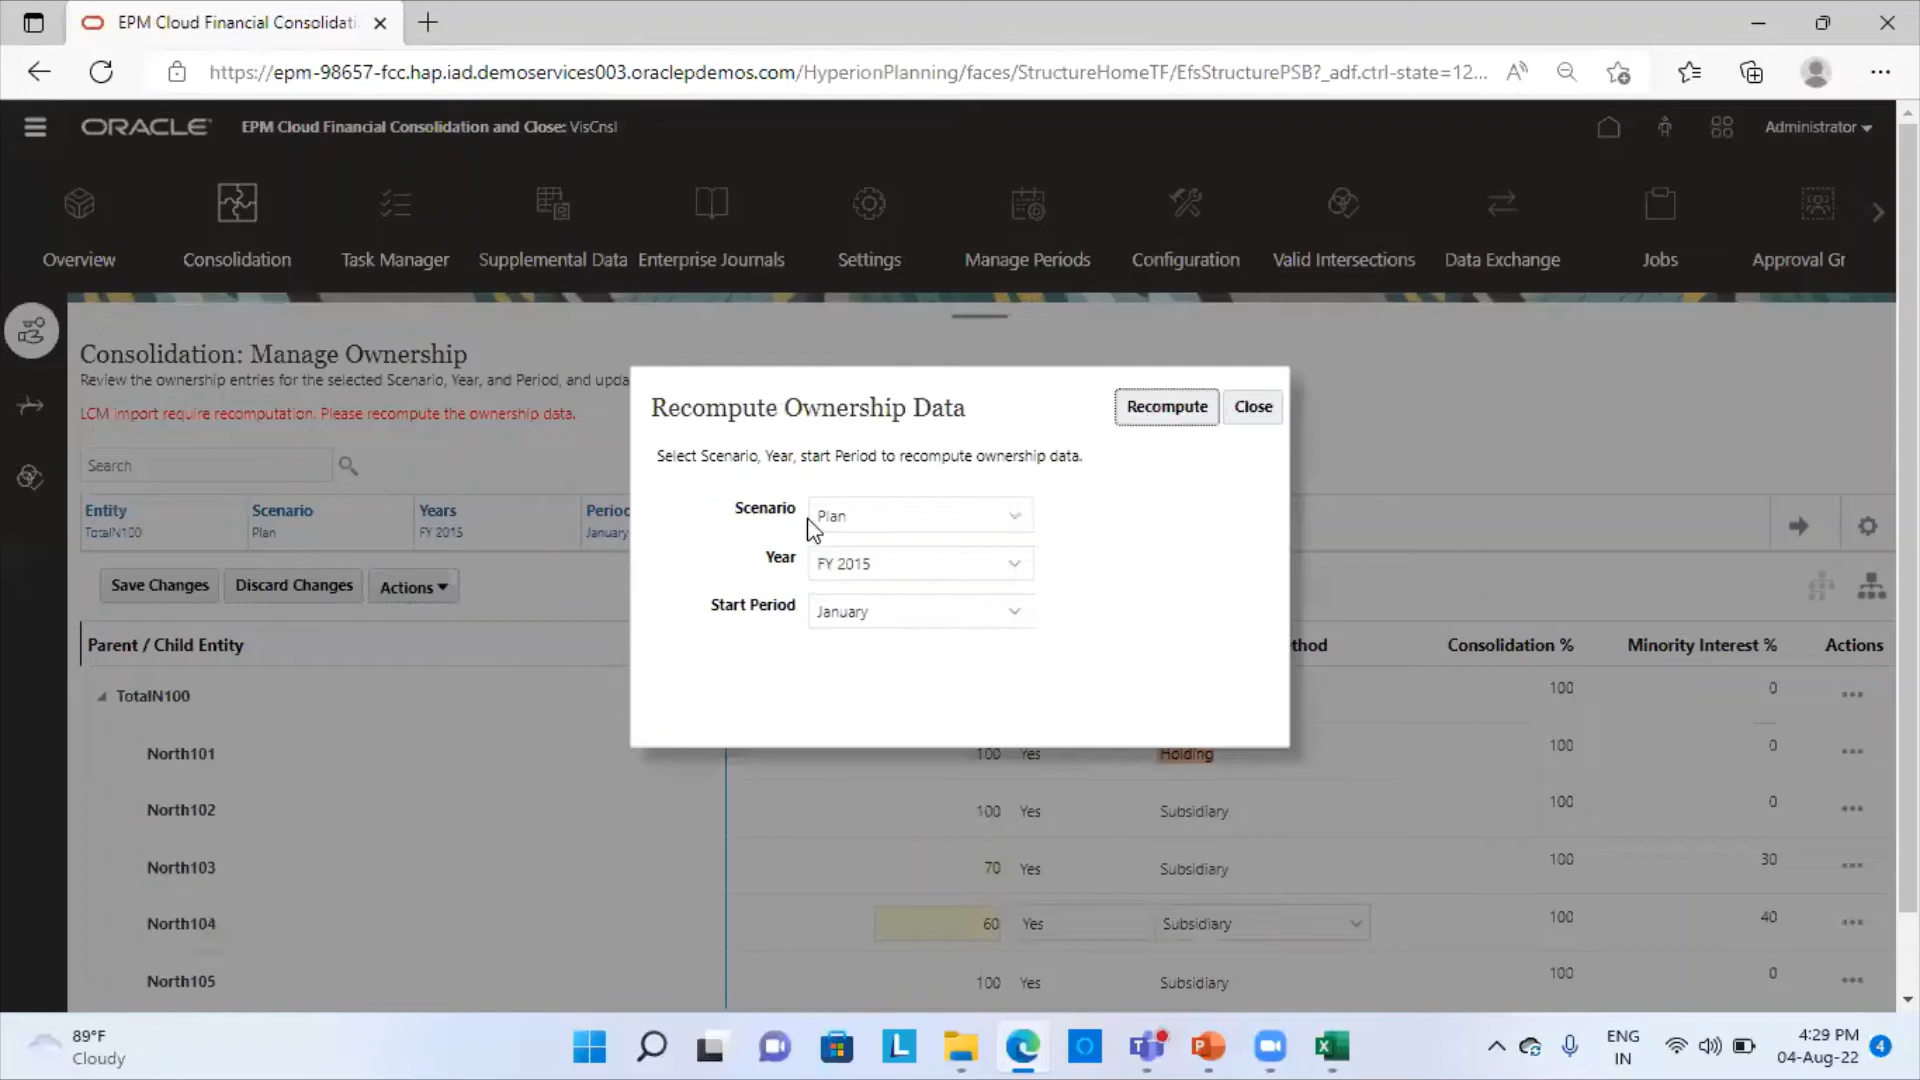 EPM Cloud Financial Consolidati
https://epm-98657-fcc.hap.iad.demoservices003.oraclepdemos.com/HyperionPlanning/faces/StructureHomeTF/EfsStructurePSB?_adf.ctrl-state=12...
ORACLE EPM Cloud Financial Consolidation and Close: VisCnsl Administrator
Overview Consolidation Task Manager Supplemental Data Enterprise Journals Settings Manage Periods Configuration Valid Intersections Data Exchange Jobs Approval Gr
Consolidation: Manage Ownership
Review the ownership entries for the selected Scenario, Year, and Period, and upda
LCM import require recomputation. Please recompute the ownership data.
Search
Entity Scenario Years Perioc
TotalN100 Plan FY 2015 January
Save Changes Discard Changes Actions
Recompute Ownership Data Recompute Close
Select Scenario, Year, start Period to recompute ownership data.
Scenario Plan
Year FY 2015
Start Period January
Parent / Child Entity thod Consolidation % Minority Interest % Actions
TotalN100 100 0 ...
North101 100 Yes Holding 100 0 ...
North102 100 Yes Subsidiary 100 0 ...
North103 70 Yes Subsidiary 100 30 ...
North104 60 Yes Subsidiary 100 40 ...
North105 100 Yes Subsidiary 100 0 ...
89°F
Cloudy
ENG
IN
4:29 PM
04-Aug-22
4